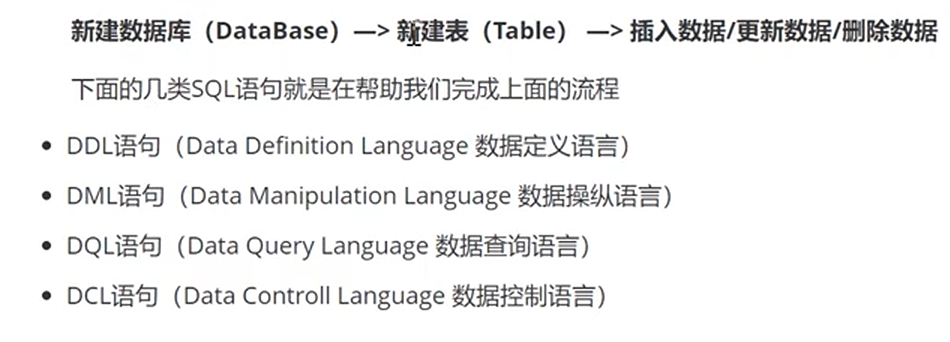 新建数据库（DataBase）—> 新建表（Table） —> 插入数据/更新数据/删除数据
下面的几类SQL语句就是在帮助我们完成上面的流程
• DDL语句（Data Definition Language 数据定义语言）
• DML语句（Data Manipulation Language 数据操纵语言）
• DQL语句（Data Query Language 数据查询语言）
• DCL语句（Data Controll Language 数据控制语言）